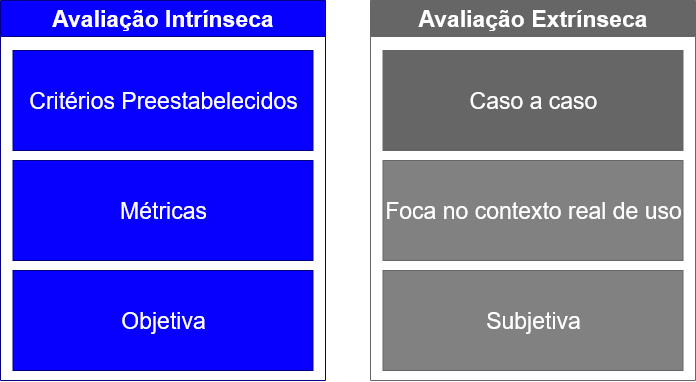 Avaliação Intrínseca
Critérios Preestabelecidos
Métricas
Objetiva
Avaliação Extrínseca
Caso a caso
Foca no contexto real de uso
Subjetiva